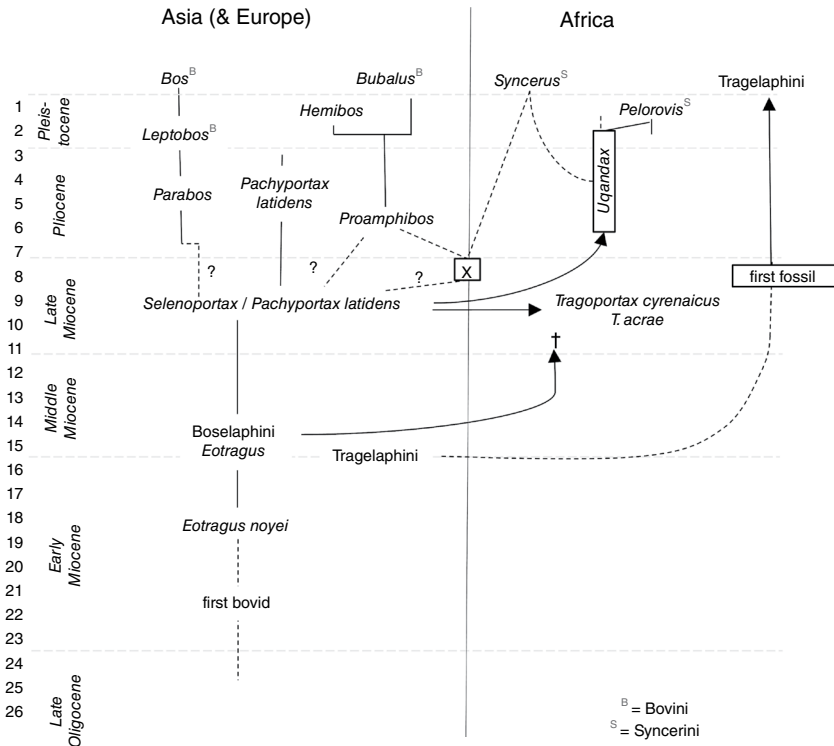 Asia (& Europe)
Africa
Bos^B
Bubalus^B
Syncerus^S
Tragelaphini
1
Pleis-
tocene
Hemibos
Pelorovis^S
2
Leptobos^B
3
4
Pliocene
Parabos
Pachyportax
latidens
Uqandax
5
6
Proamphibos
7
?
?
?
X
first fossil
8
Late
Miocene
9
Selenoportax / Pachyportax latidens
Tragoportax cyrenaicus
10
T. acrae
11
†
12
Middle
Miocene
13
14
Boselaphini
15
Eotragus
Tragelaphini
16
17
Early
Miocene
18
Eotragus noyei
19
20
21
first bovid
22
23
24
Late
Oligocene
25
26
B = Bovini
S = Syncerini